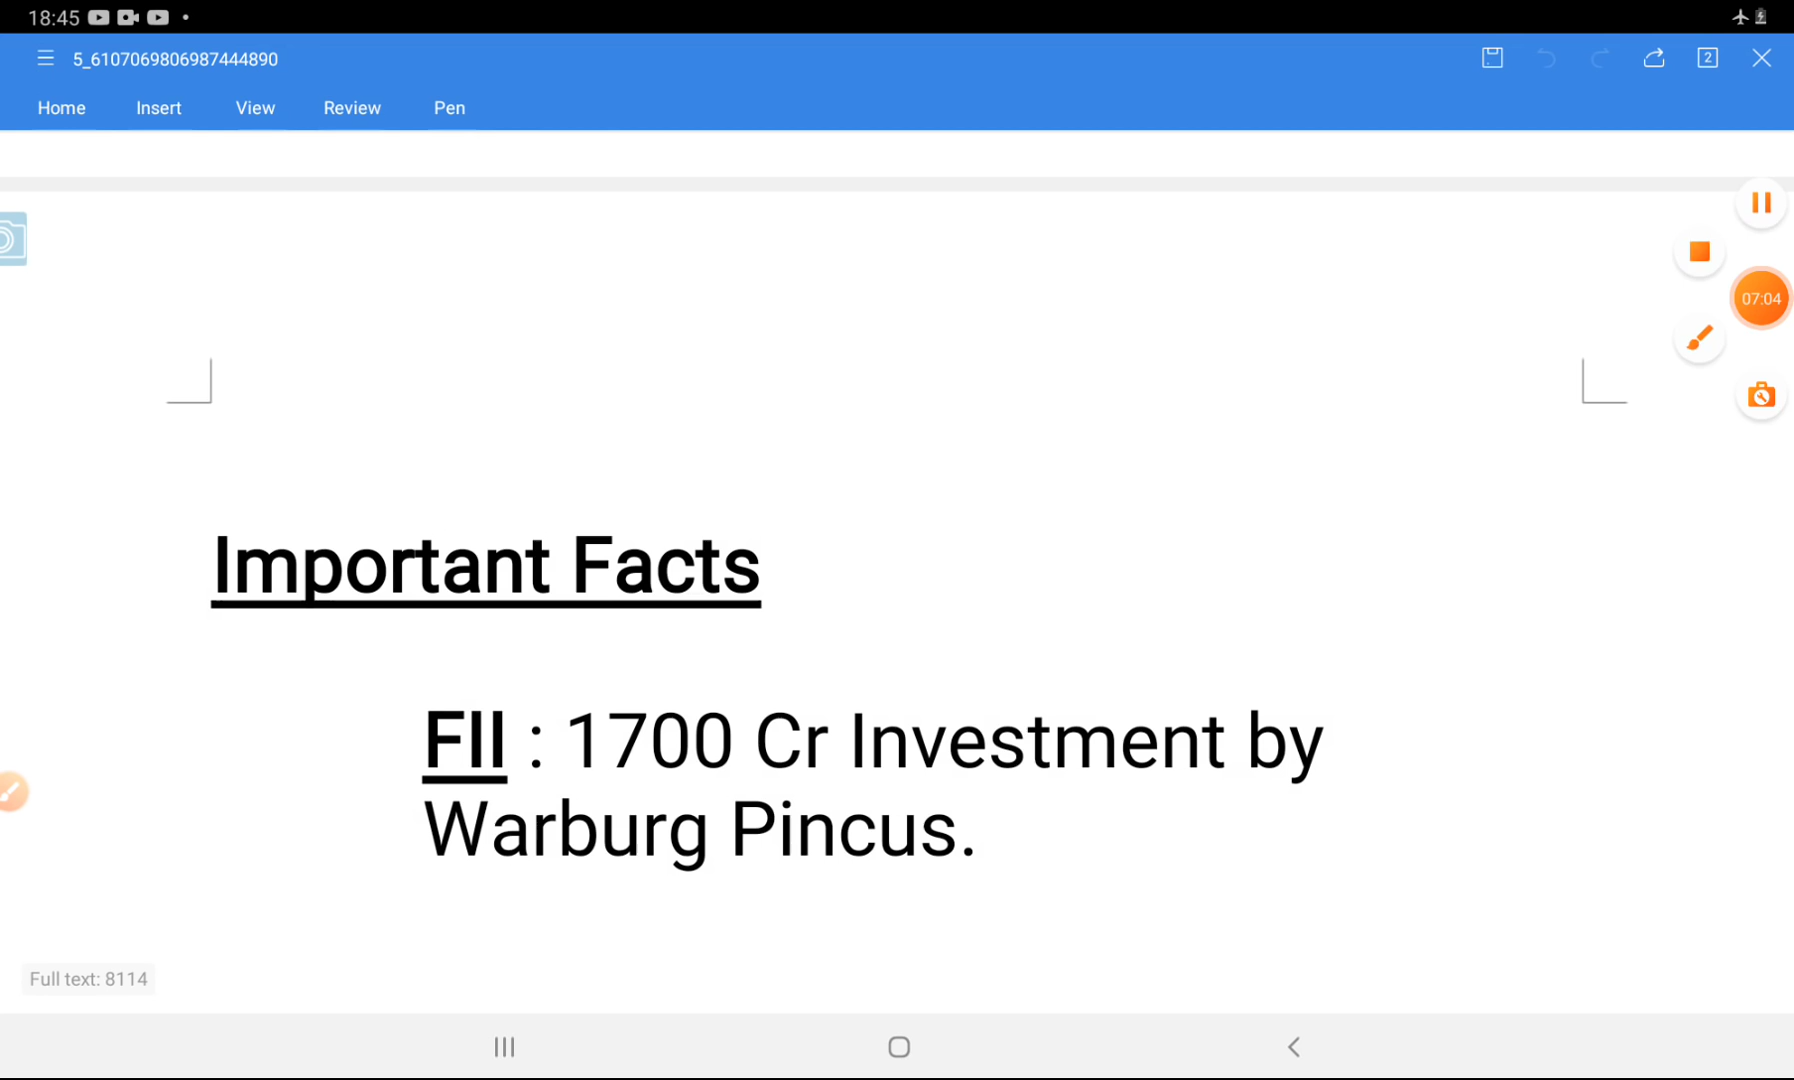 18:45
5_6107069806987444890
2
Home Insert View Review Pen
07:04
Important Facts
FII : 1700 Cr Investment by
Warburg Pincus.
Full text: 8114